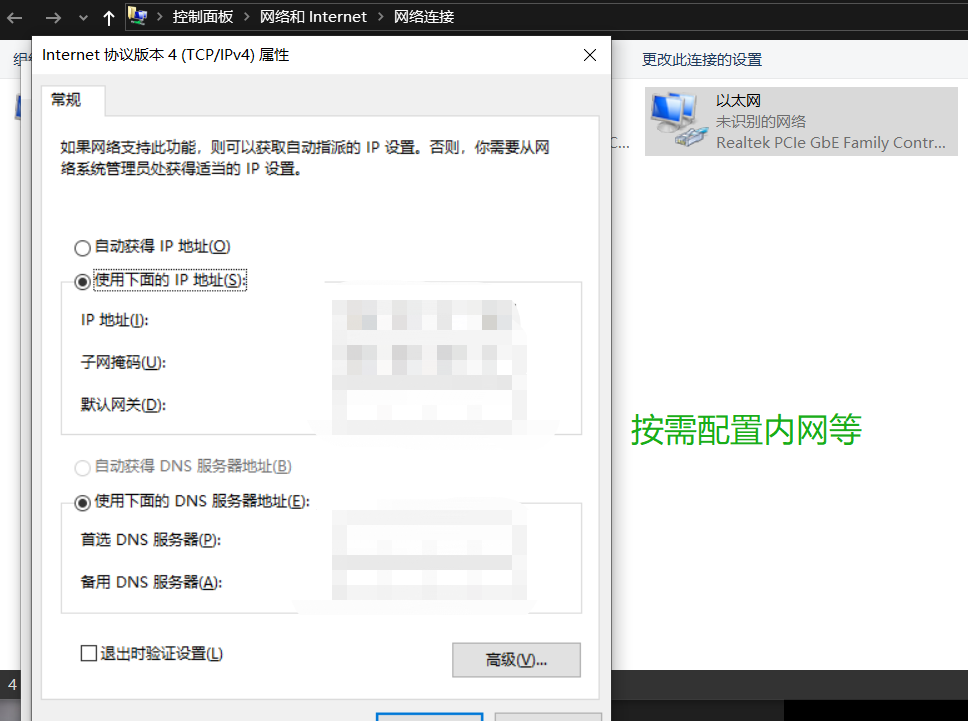 控制面板 > 网络和 Internet > 网络连接
Internet 协议版本 4 (TCP/IPv4) 属性
更改此连接的设置
常规
以太网
未识别的网络
Realtek PCIe GbE Family Contr...
如果网络支持此功能，则可以获取自动指派的 IP 设置。否则，你需要从网
络系统管理员处获得适当的 IP 设置。
自动获得 IP 地址(O)
使用下面的 IP 地址(S):
IP 地址(I):
子网掩码(U):
默认网关(D):
按需配置内网等
自动获得 DNS 服务器地址(B)
使用下面的 DNS 服务器地址(E):
首选 DNS 服务器(P):
备用 DNS 服务器(A):
退出时验证设置(L)
高级(V)...
4